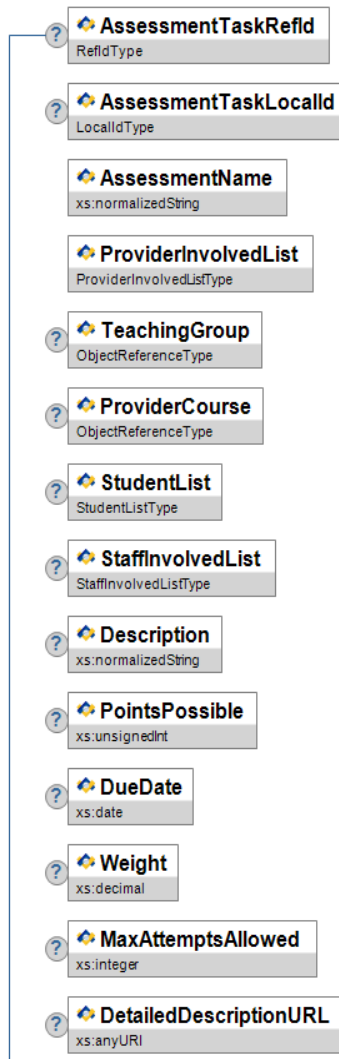 ?
AssessmentTaskRefId
RefIdType
?
AssessmentTaskLocalId
LocalIdType
AssessmentName
xs:normalizedString
ProviderInvolvedList
ProviderInvolvedListType
?
TeachingGroup
ObjectReferenceType
?
ProviderCourse
ObjectReferenceType
?
StudentList
StudentListType
?
StaffInvolvedList
StaffInvolvedListType
?
Description
xs:normalizedString
?
PointsPossible
xs:unsignedInt
?
DueDate
xs:date
?
Weight
xs:decimal
?
MaxAttemptsAllowed
xs:integer
?
DetailedDescriptionURL
xs:anyURI